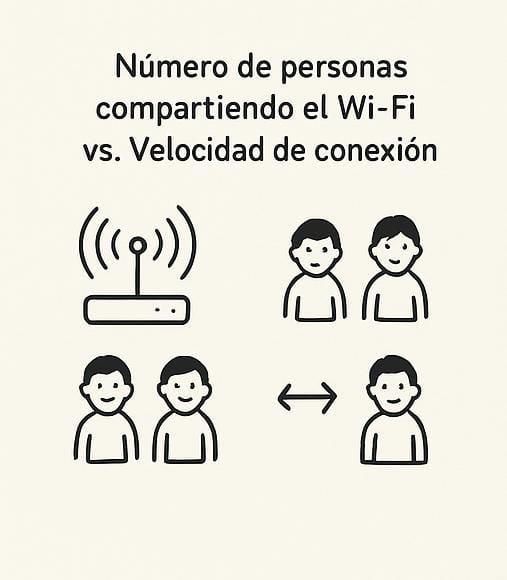 Número de personas
compartiendo el Wi-Fi
vs. Velocidad de conexión